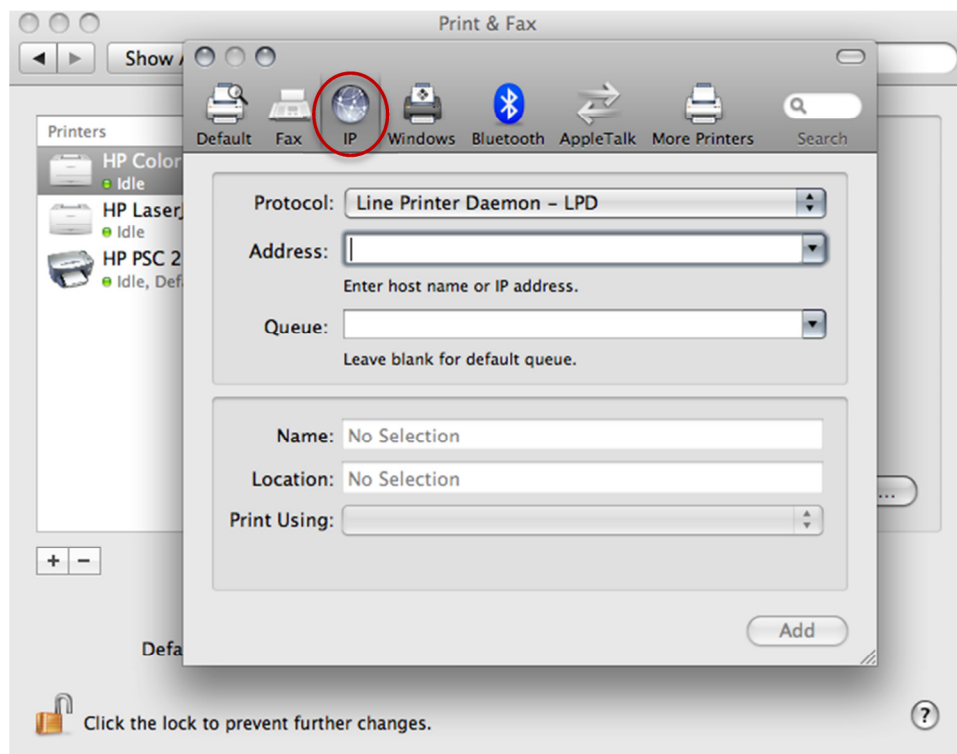 Print & Fax
Show
Default Fax IP Windows Bluetooth AppleTalk More Printers Search
Printers
HP Color
Idle
HP LaserJ
Idle
HP PSC 2
Idle, Def
Protocol: Line Printer Daemon – LPD
Address:
Enter host name or IP address.
Queue:
Leave blank for default queue.
Name: No Selection
Location: No Selection
Print Using:
...
+ −
Add
Defa
Click the lock to prevent further changes.
?